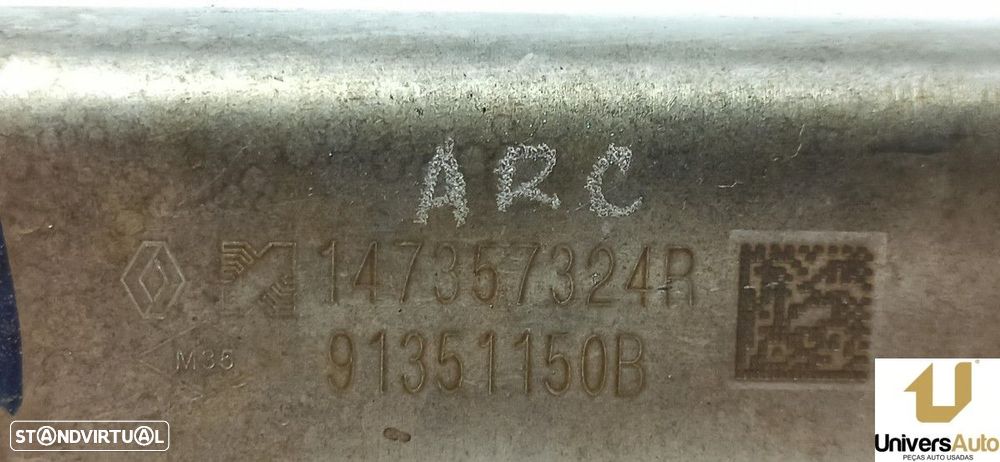 ARC
147357324R
M35
91351150B
STANDVIRTUAL
UniversAuto
PEÇAS AUTO USADAS